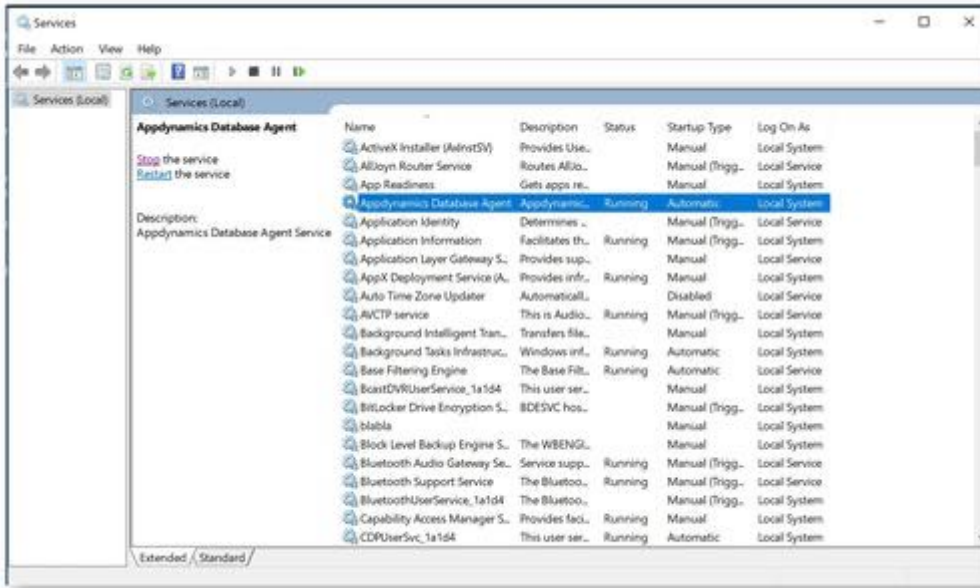 Services
File Action View Help
Services (Local)
Services (Local)
Appdynamics Database Agent
Stop the service
Restart the service
Description:
Appdynamics Database Agent Service
Name Description Status Startup Type Log On As
ActiveX Installer (AxInstSV) Provides Use... Manual Local System
AllJoyn Router Service Routes AllJo... Manual (Trigg... Local Service
App Readiness Gets apps re... Manual Local System
Appdynamics Database Agent Appdynamic... Running Automatic Local System
Application Identity Determines ... Manual (Trigg... Local Service
Application Information Facilitates th... Running Manual (Trigg... Local System
Application Layer Gateway S... Provides sup... Manual Local Service
AppX Deployment Service (A... Provides infr... Running Manual Local System
Auto Time Zone Updater Automaticall... Disabled Local Service
AVCTP service This is Audio... Running Manual (Trigg... Local Service
Background Intelligent Tran... Transfers file... Manual Local System
Background Tasks Infrastruc... Windows inf... Running Automatic Local System
Base Filtering Engine The Base Filt... Running Automatic Local Service
BcastDVRUserService_1a1d4 This user ser... Manual Local System
BitLocker Drive Encryption S... BDESVC hos... Manual (Trigg... Local System
blabla Manual Local System
Block Level Backup Engine S... The WBENGI... Manual Local System
Bluetooth Audio Gateway Se... Service supp... Running Manual (Trigg... Local Service
Bluetooth Support Service The Bluetoo... Running Manual (Trigg... Local Service
BluetoothUserService_1a1d4 The Bluetoo... Manual (Trigg... Local System
Capability Access Manager S... Provides faci... Running Manual Local System
CDPUserSvc_1a1d4 This user ser... Running Automatic Local System
Extended Standard